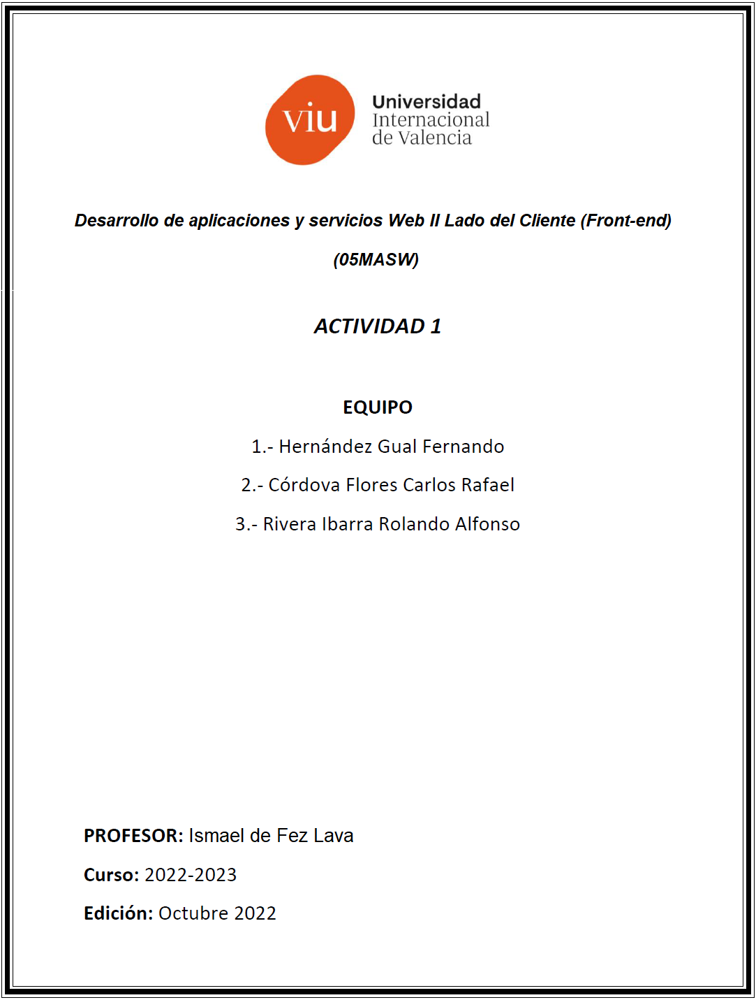 viu
Universidad
Internacional
de Valencia
Desarrollo de aplicaciones y servicios Web II Lado del Cliente (Front-end)
(05MASW)
ACTIVIDAD 1
EQUIPO
1.- Hernández Gual Fernando
2.- Córdova Flores Carlos Rafael
3.- Rivera Ibarra Rolando Alfonso
PROFESOR: Ismael de Fez Lava
Curso: 2022-2023
Edición: Octubre 2022